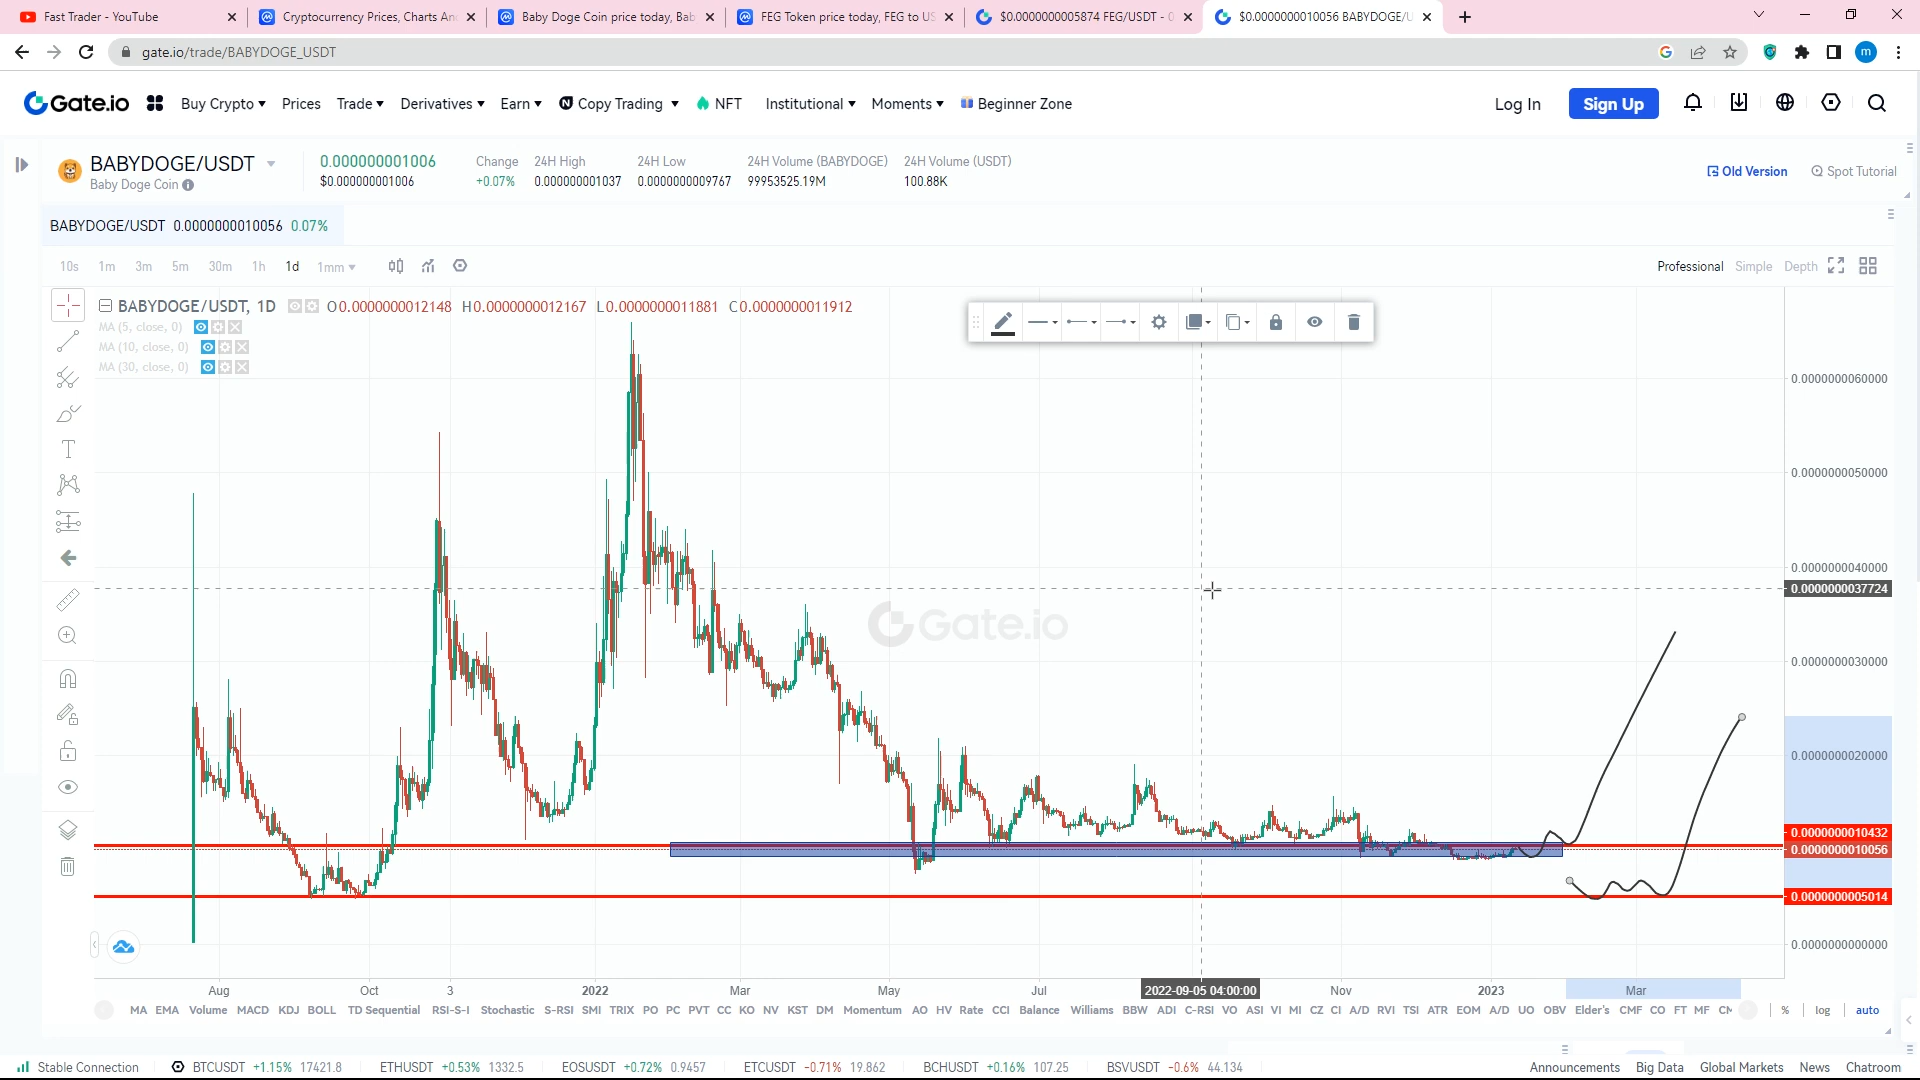 Fast Trader - YouTube
Cryptocurrency Prices, Charts An
Baby Doge Coin price today, Bab
FEG Token price today, FEG to US
$0.0000000005874 FEG/USDT - G
$0.0000000010056 BABYDOGE/U
gate.io/trade/BABYDOGE_USDT
m
Gate.io Buy Crypto Prices Trade Derivatives Earn Copy Trading NFT Institutional Moments Beginner Zone Log In Sign Up
BABYDOGE/USDT
Baby Doge Coin
0.000000001006
$0.000000001006
Change
+0.07%
24H High
0.000000001037
24H Low
0.0000000009767
24H Volume (BABYDOGE)
99953525.19M
24H Volume (USDT)
100.88K
Old Version
Spot Tutorial
BABYDOGE/USDT 0.0000000010056 0.07%
10s 1m 3m 5m 30m 1h 1d 1mm
Professional Simple Depth
BABYDOGE/USDT, 1D O0.0000000012148 H0.0000000012167 L0.0000000011881 C0.0000000011912
MA (5, close, 0)
MA (10, close, 0)
MA (30, close, 0)
Gate.io
0.0000000060000
0.0000000050000
0.0000000040000
0.0000000037724
0.0000000030000
0.0000000020000
0.0000000010432
0.0000000010056
0.0000000005014
0.0000000000000
Aug Oct 3 2022 Mar May Jul 2022-09-05 04:00:00 Nov 2023 Mar
MA EMA Volume MACD KDJ BOLL TD Sequential RSI-S-I Stochastic S-RSI SMI TRIX PO PC PVT CC KO NV KST DM Momentum AO HV Rate CCI Balance Williams BBW ADI C-RSI VO ASI VI MI CZ CI A/D RVI TSI ATR EOM A/D UO OBV Elder's CMF CO FT MF % log auto
Stable Connection BTCUSDT +1.15% 17421.8 ETHUSDT +0.53% 1332.5 EOSUSDT +0.72% 0.9457 ETCUSDT -0.71% 19.862 BCHUSDT +0.16% 107.25 BSVUSDT -0.6% 44.134 Announcements Big Data Global Markets News Chatroom